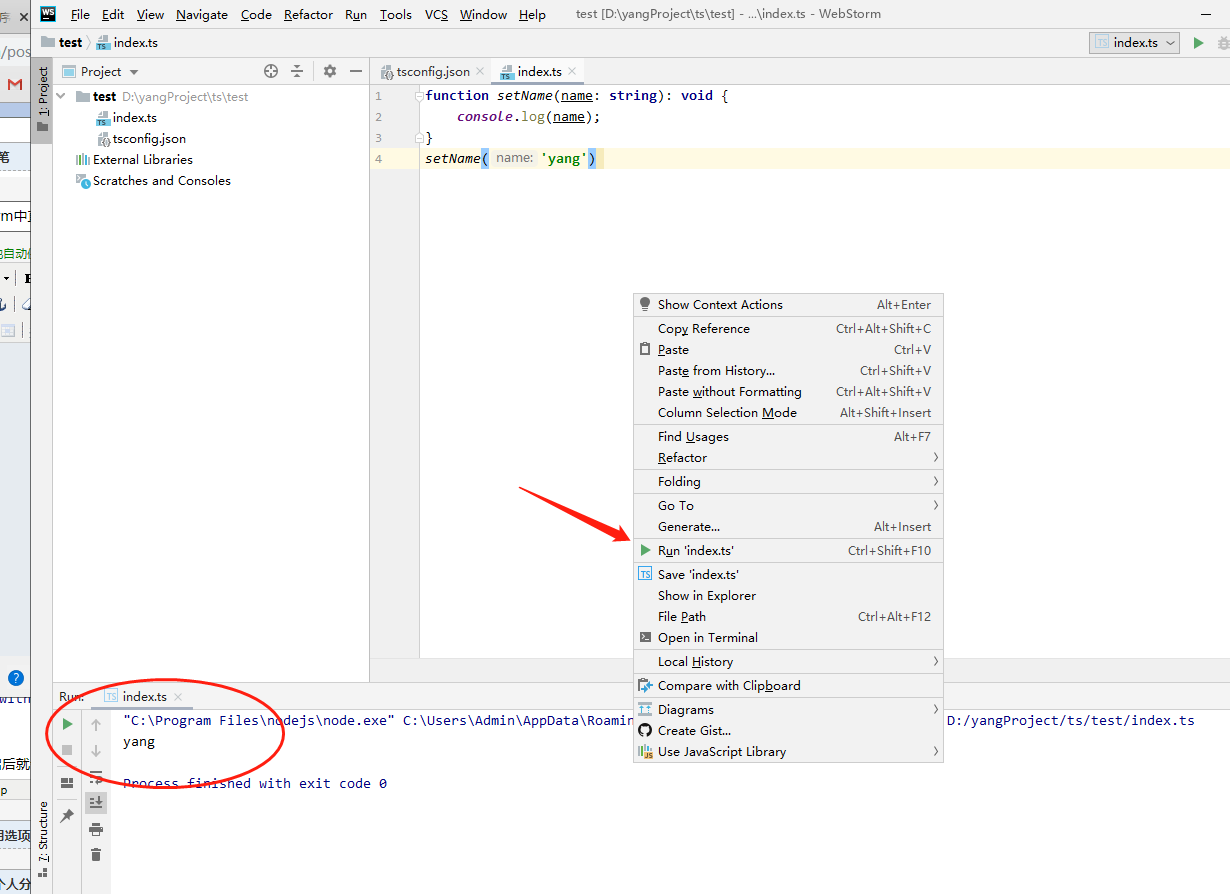 File Edit View Navigate Code Refactor Run Tools VCS Window Help test [D:\yangProject\ts\test] - ...\index.ts - WebStorm
test index.ts
index.ts
/pos
1: Project
Project
tsconfig.json
index.ts
test D:\yangProject\ts\test
index.ts
tsconfig.json
External Libraries
Scratches and Consoles
笔
1 function setName(name: string): void {
2 console.log(name);
3 }
4 setName( name: 'yang')
Show Context Actions Alt+Enter
Copy Reference Ctrl+Alt+Shift+C
Paste Ctrl+V
Paste from History... Ctrl+Shift+V
Paste without Formatting Ctrl+Alt+Shift+V
Column Selection Mode Alt+Shift+Insert
Find Usages Alt+F7
Refactor
Folding
Go To
Generate... Alt+Insert
Run 'index.ts' Ctrl+Shift+F10
TS Save 'index.ts'
Show in Explorer
File Path Ctrl+Alt+F12
Open in Terminal
Local History
Compare with Clipboard
Diagrams
Create Gist...
Use JavaScript Library
Run: index.ts
"C:\Program Files\nodejs\node.exe" C:\Users\Admin\AppData\Roamin D:/yangProject/ts/test/index.ts
yang
Process finished with exit code 0
7: Structure